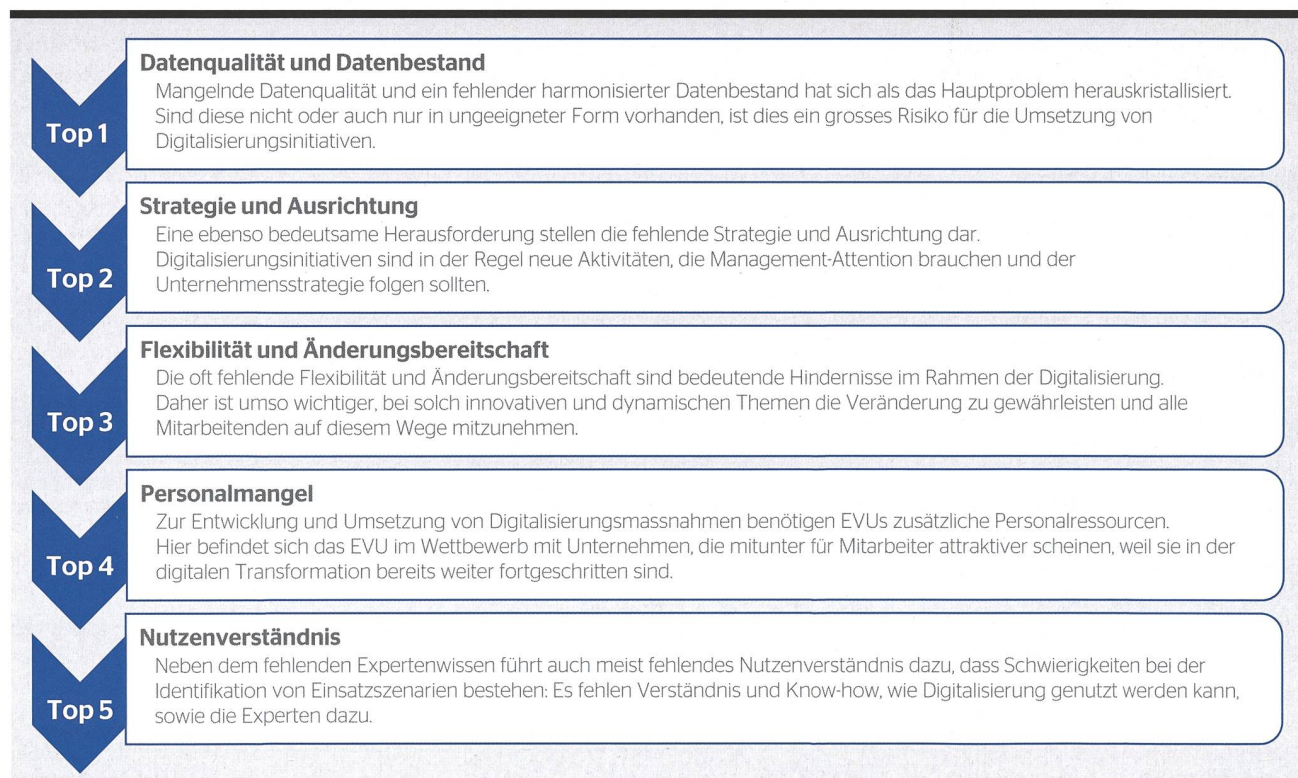 Top 1
Datenqualität und Datenbestand
Mangelnde Datenqualität und ein fehlender harmonisierter Datenbestand hat sich als das Hauptproblem herauskristallisiert.
Sind diese nicht oder auch nur in ungeeigneter Form vorhanden, ist dies ein grosses Risiko für die Umsetzung von
Digitalisierungsinitiativen.
Top 2
Strategie und Ausrichtung
Eine ebenso bedeutsame Herausforderung stellen die fehlende Strategie und Ausrichtung dar.
Digitalisierungsinitiativen sind in der Regel neue Aktivitäten, die Management-Attention brauchen und der
Unternehmensstrategie folgen sollten.
Top 3
Flexibilität und Änderungsbereitschaft
Die oft fehlende Flexibilität und Änderungsbereitschaft sind bedeutende Hindernisse im Rahmen der Digitalisierung.
Daher ist umso wichtiger, bei solch innovativen und dynamischen Themen die Veränderung zu gewährleisten und alle
Mitarbeitenden auf diesem Wege mitzunehmen.
Top 4
Personalmangel
Zur Entwicklung und Umsetzung von Digitalisierungsmassnahmen benötigen EVUs zusätzliche Personalressourcen.
Hier befindet sich das EVU im Wettbewerb mit Unternehmen, die mitunter für Mitarbeiter attraktiver scheinen, weil sie in der
digitalen Transformation bereits weiter fortgeschritten sind.
Top 5
Nutzenverständnis
Neben dem fehlenden Expertenwissen führt auch meist fehlendes Nutzenverständnis dazu, dass Schwierigkeiten bei der
Identifikation von Einsatzszenarien bestehen: Es fehlen Verständnis und Know-how, wie Digitalisierung genutzt werden kann,
sowie die Experten dazu.